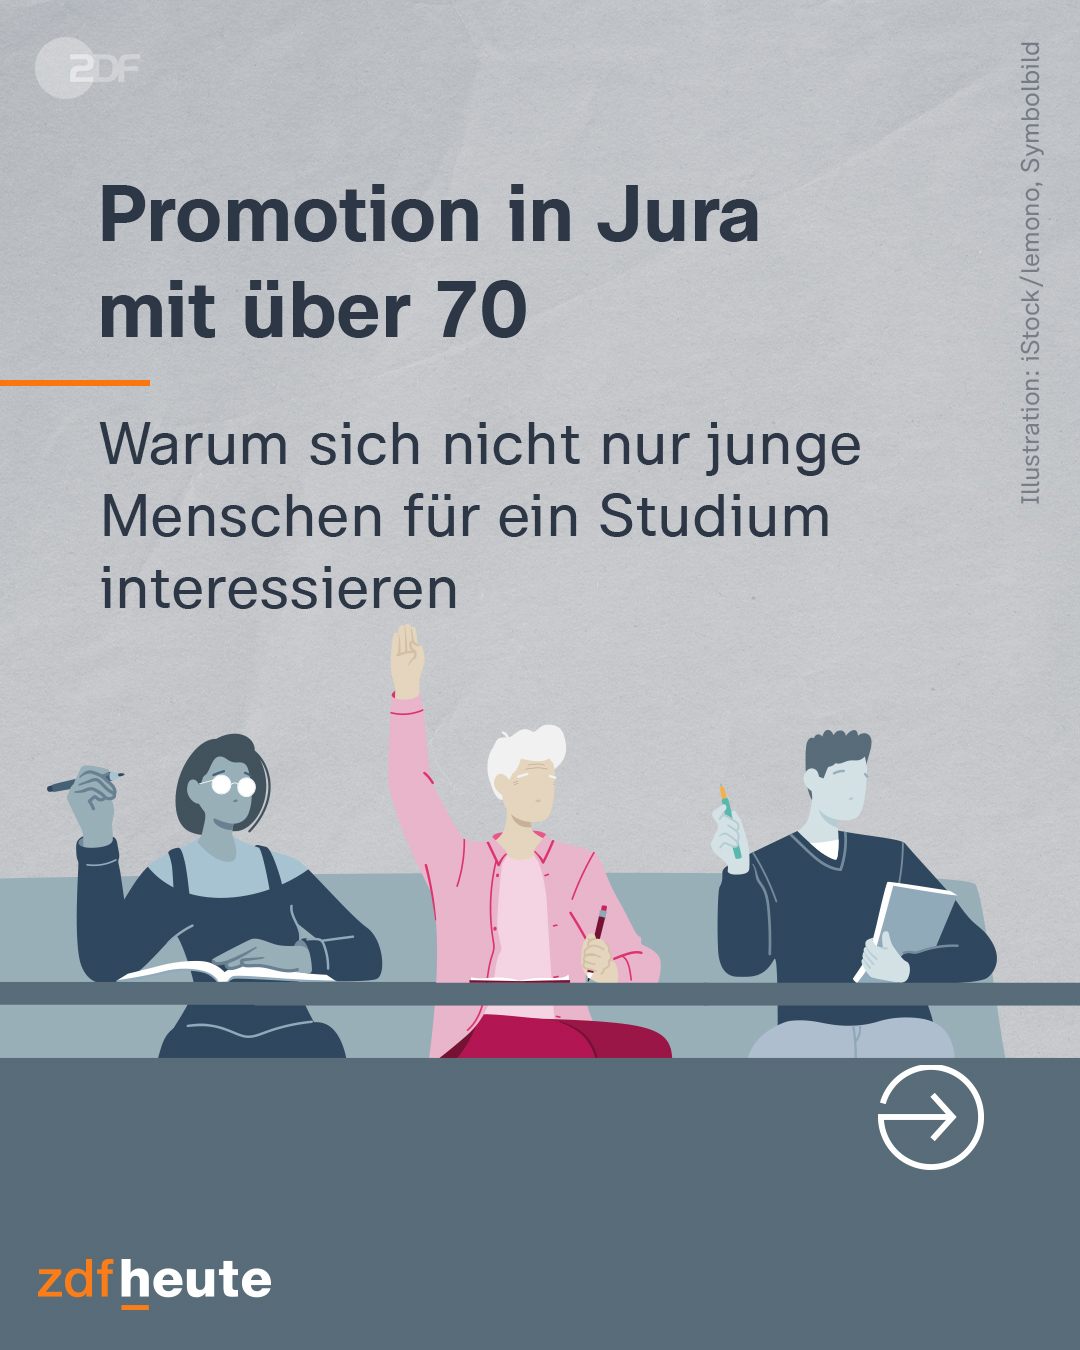 ZDF
Illustration: iStock/lemono, Symbolbild
Promotion in Jura
mit über 70
Warum sich nicht nur junge
Menschen für ein Studium
interessieren
zdfheute